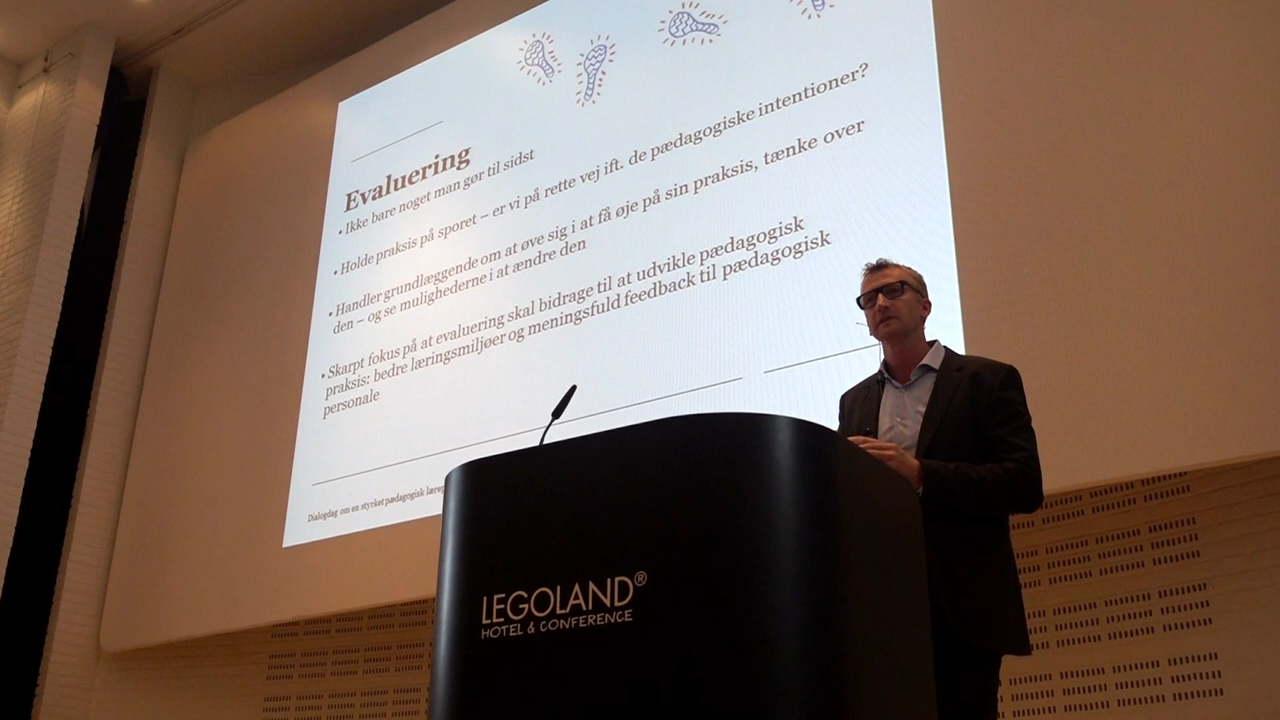 Evaluering
• Ikke bare noget man gør til sidst
• Holde praksis på sporet – er vi på rette vej ift. de pædagogiske intentioner?
• Handler grundlæggende om at øve sig i at få øje på sin praksis, tænke over
den – og se mulighederne i at ændre den
• Skarpt fokus på at evaluering skal bidrage til at udvikle pædagogisk
praksis: bedre læringsmiljøer og meningsfuld feedback til pædagogisk
personale
Dialogdag om en styrket pædagogisk
LEGOLAND®
HOTEL & CONFERENCE